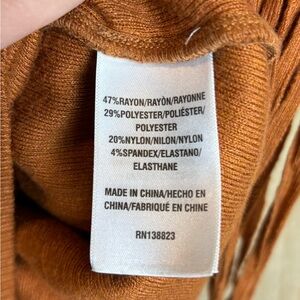 47%RAYON/RAYÓN/RAYONNE
29%POLYESTER/POLIÉSTER/
POLYESTER
20%NYLON/NILON/NYLON
4%SPANDEX/ELASTANO/
ELASTHANE
MADE IN CHINA/HECHO EN
CHINA/FABRIQUÉ EN CHINE
RN138823